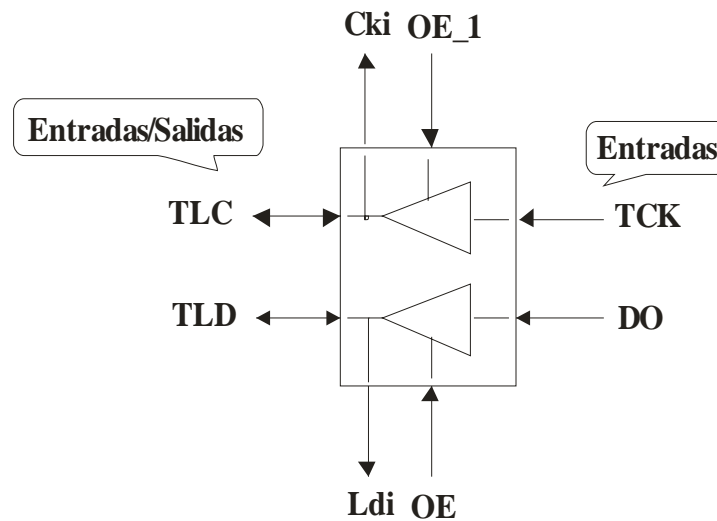 Cki OE_1
Entradas/Salidas
Entradas
TLC
TCK
TLD
DO
Ldi OE